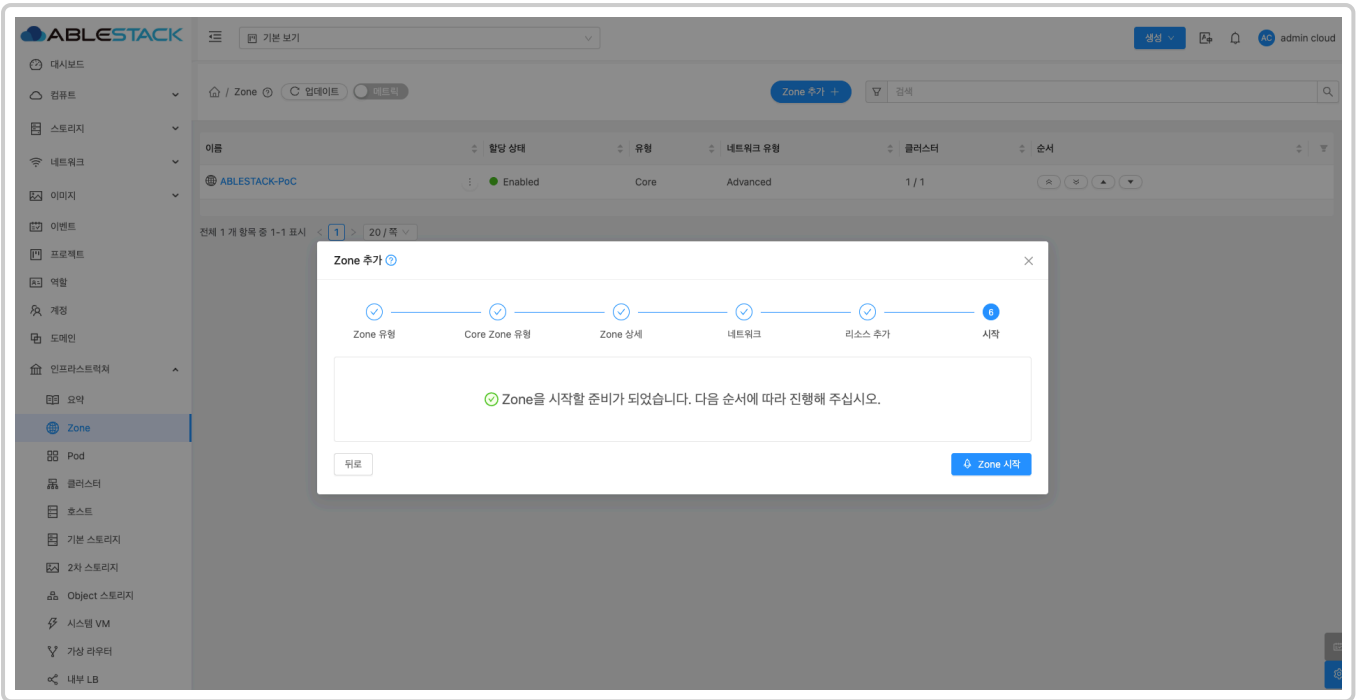 ABLESTACK
기본 보기
생성
AC admin cloud
대시보드
컴퓨트
스토리지
네트워크
이미지
이벤트
프로젝트
역할
계정
도메인
인프라스트럭쳐
요약
Zone
Pod
클러스터
호스트
기본 스토리지
2차 스토리지
Object 스토리지
시스템 VM
가상 라우터
내부 LB
/ Zone 업데이트 메트릭
Zone 추가 +
검색
이름 할당 상태 유형 네트워크 유형 클러스터 순서
ABLESTACK-PoC Enabled Core Advanced 1 / 1
전체 1 개 항목 중 1-1 표시 < 1 > 20 / 쪽
Zone 추가
6
Zone 유형 Core Zone 유형 Zone 상세 네트워크 리소스 추가 시작
Zone을 시작할 준비가 되었습니다. 다음 순서에 따라 진행해 주십시오.
뒤로
Zone 시작